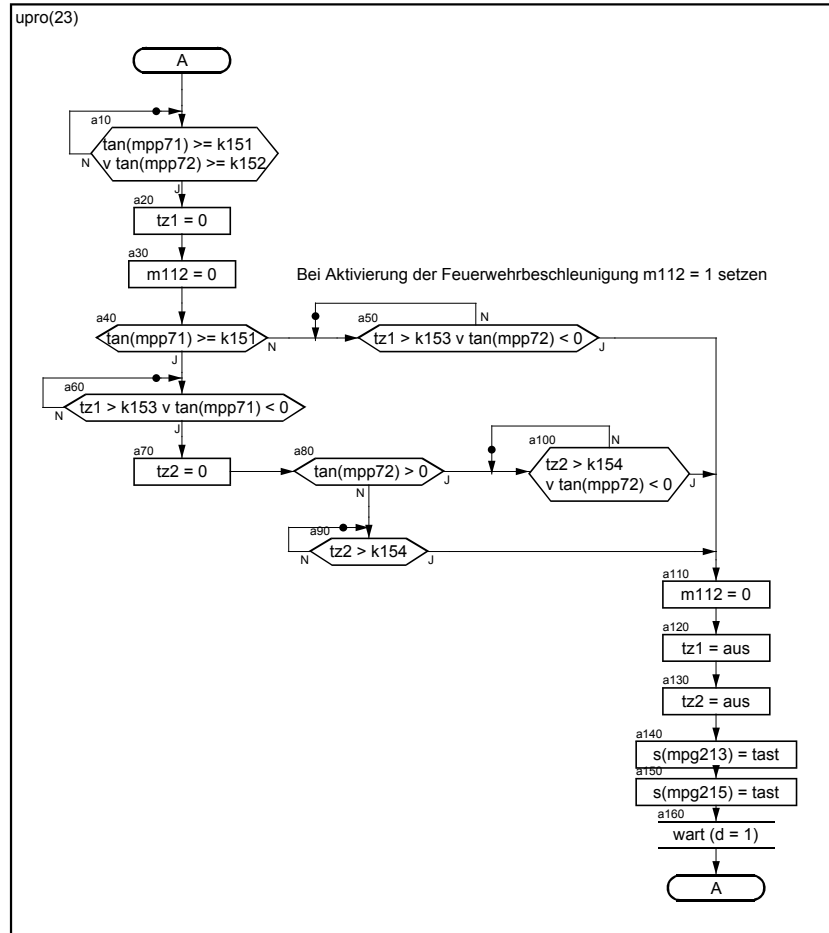 upro(23)
A
a10
tan(mpp71) >= k151
v tan(mpp72) >= k152
N
J
a20
tz1 = 0
a30
m112 = 0
Bei Aktivierung der Feuerwehrbeschleunigung m112 = 1 setzen
a40
tan(mpp71) >= k151
N
J
a50
tz1 > k153 v tan(mpp72) < 0
N
J
a60
tz1 > k153 v tan(mpp71) < 0
N
J
a70
tz2 = 0
a80
tan(mpp72) > 0
J
N
a100
tz2 > k154
v tan(mpp72) < 0
N
J
a90
tz2 > k154
N
J
a110
m112 = 0
a120
tz1 = aus
a130
tz2 = aus
a140
s(mpg213) = tast
a150
s(mpg215) = tast
a160
wart (d = 1)
A